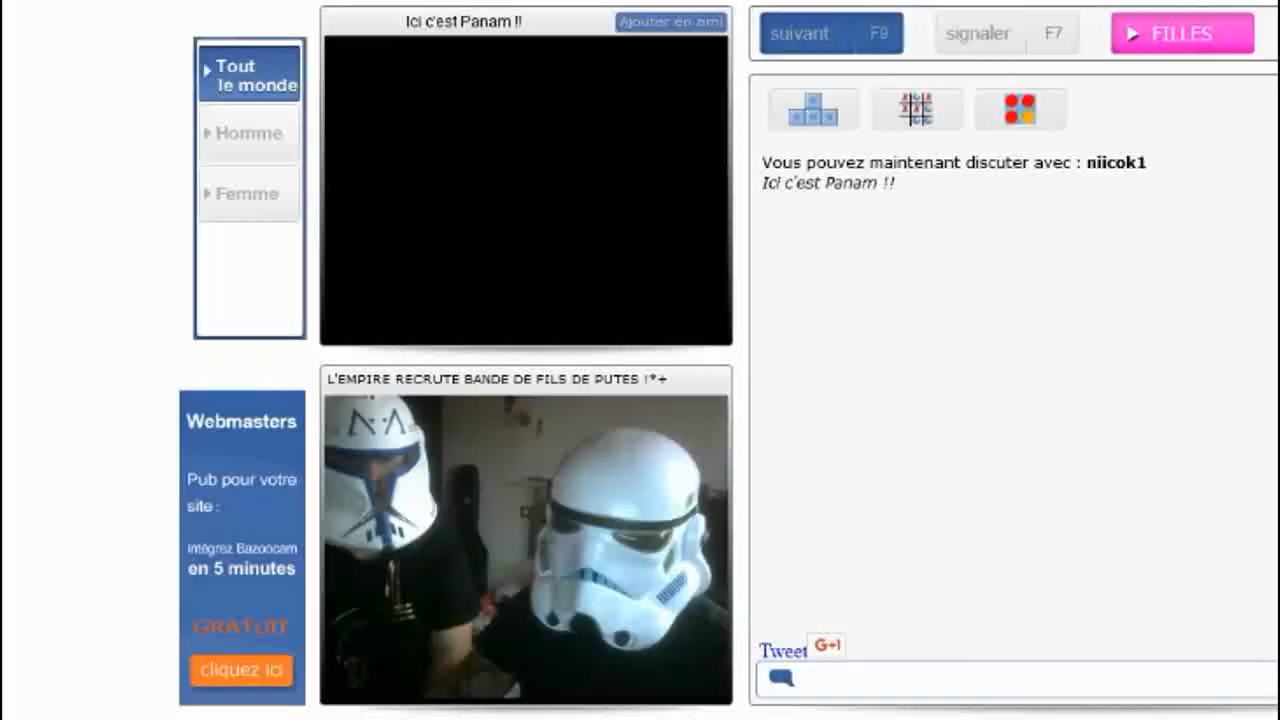 Tout
le monde
Homme
Femme
Webmasters
Pub pour votre
site :
Intégrez Bazoocam
en 5 minutes
GRATUIT
cliquez ici
Ici c'est Panam !!
Ajouter en ami
L'EMPIRE RECRUTE BANDE DE FILS DE PUTES !*+
suivant F9
signaler F7
FILLES
Vous pouvez maintenant discuter avec : niicok1
Ici c'est Panam !!
Tweet
G+1